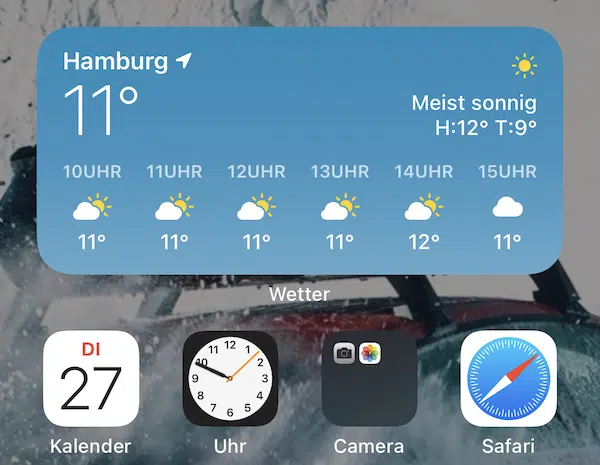 Hamburg
11°
Meist sonnig
H:12° T:9°
10UHR 11UHR 12UHR 13UHR 14UHR 15UHR
11° 11° 11° 11° 12° 11°
Wetter
DI
27
12
11 1
10 2
9 3
8 4
7 5
6
Kalender Uhr Camera Safari